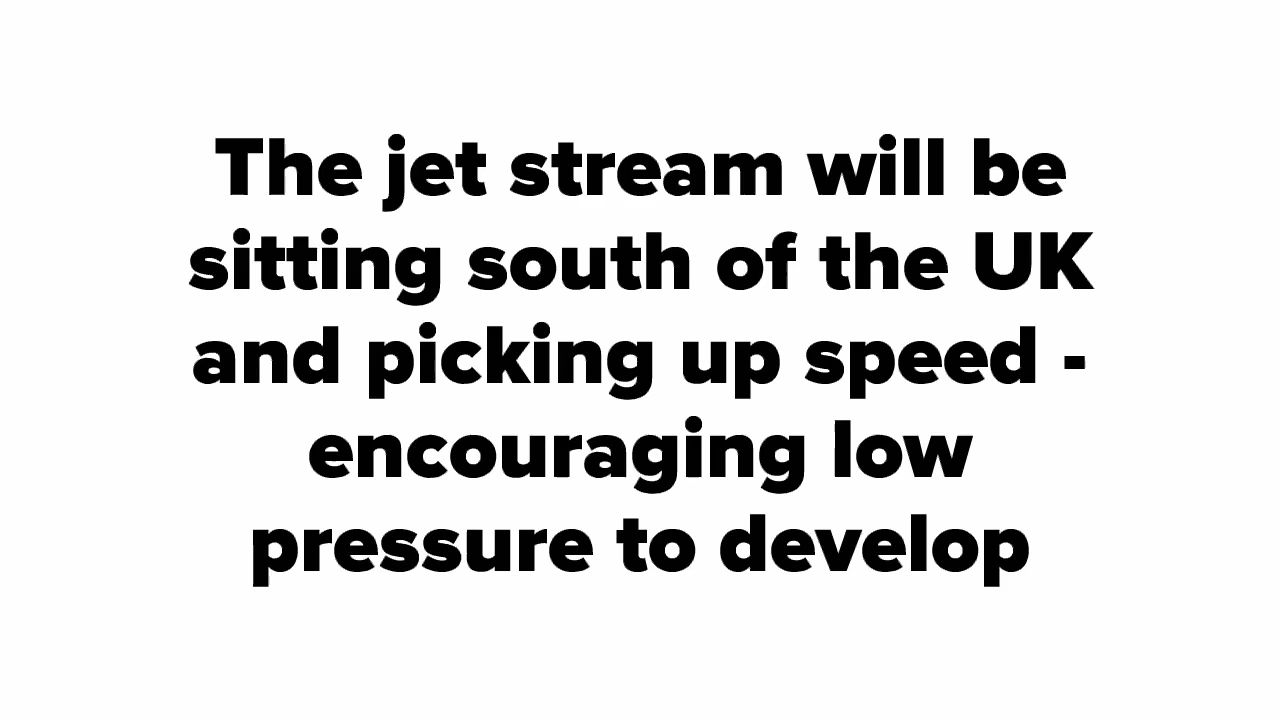 The jet stream will be
sitting south of the UK
and picking up speed -
encouraging low
pressure to develop